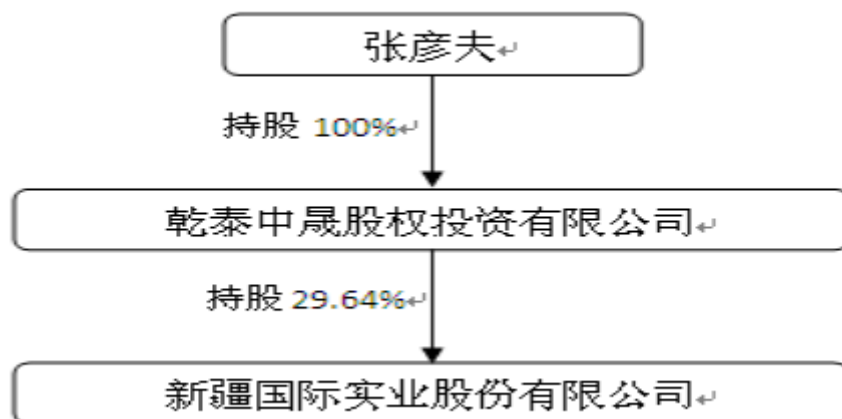 张彦夫
持股 100%
乾泰中晟股权投资有限公司
持股 29.64%
新疆国际实业股份有限公司